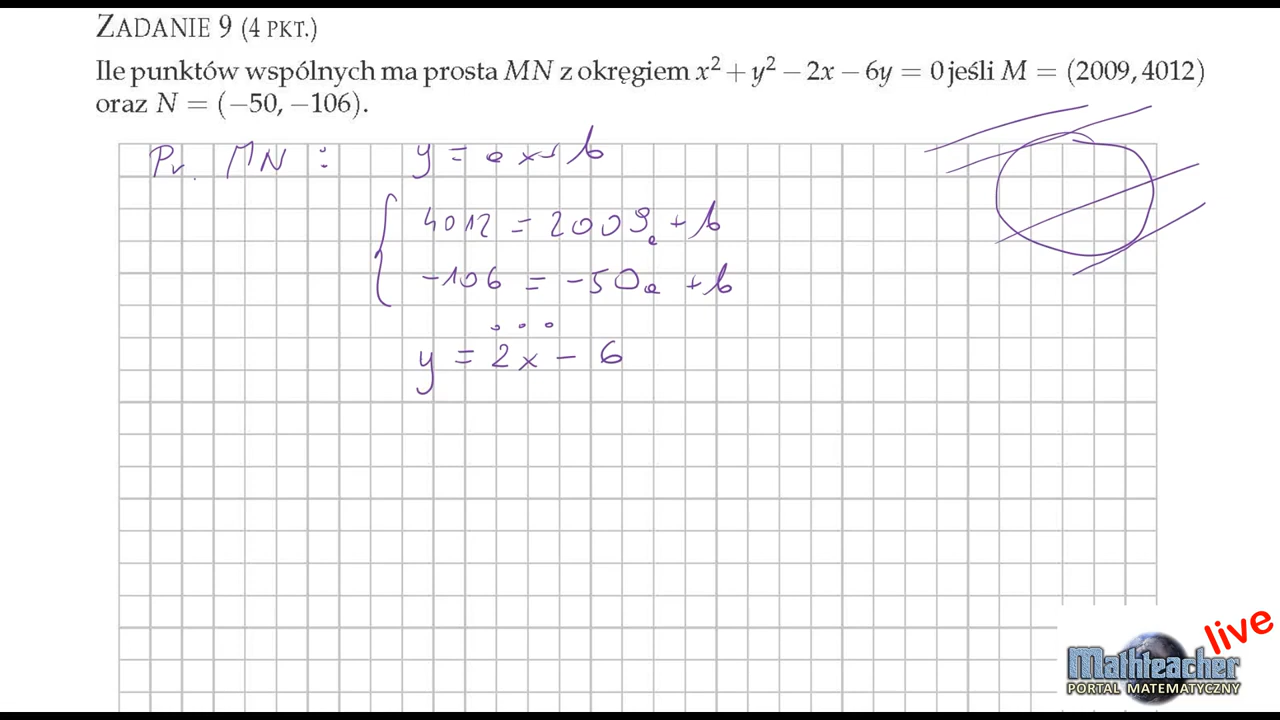 ZADANIE 9 (4 PKT.)
Ile punktów wspólnych ma prosta MN z okręgiem x² + y² − 2x − 6y = 0 jeśli M = (2009, 4012)
oraz N = (−50, −106).
Pr. MN : y = ax + b
4012 = 2009a + b
−106 = −50a + b
...
y = 2x − 6
Mathteacher live
PORTAL MATEMATYCZNY